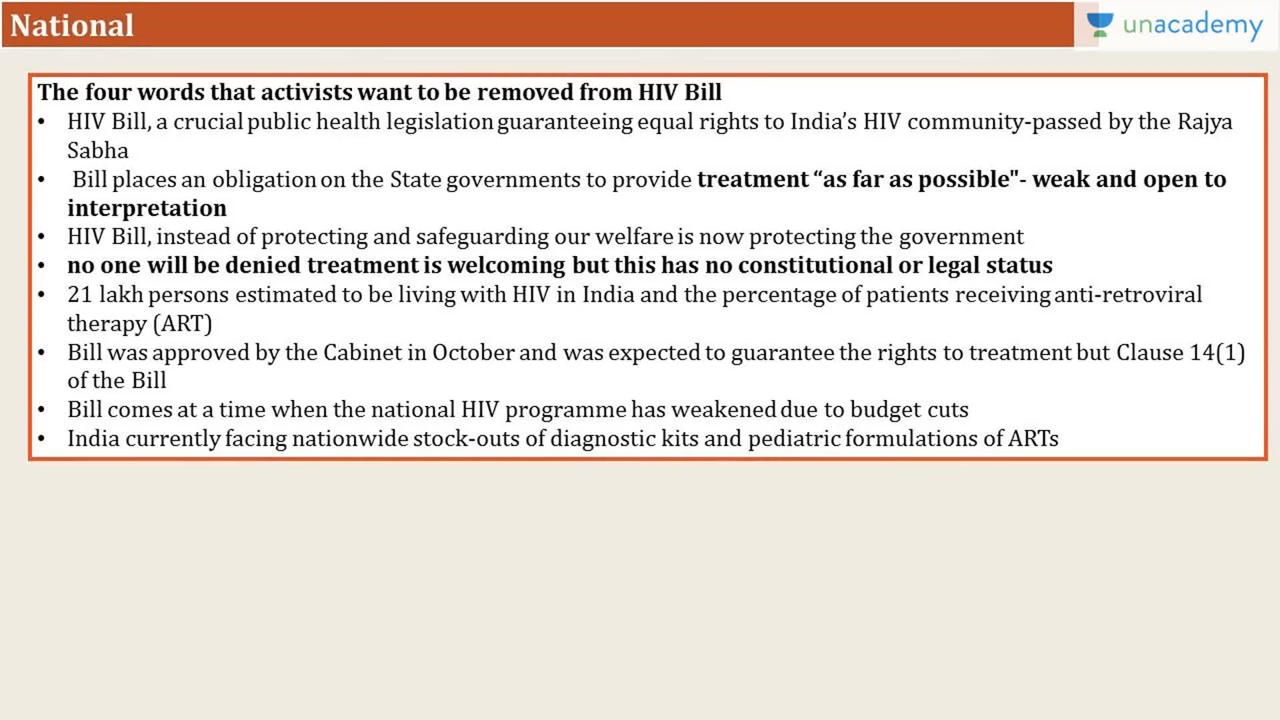 National
unacademy
The four words that activists want to be removed from HIV Bill
• HIV Bill, a crucial public health legislation guaranteeing equal rights to India’s HIV community-passed by the Rajya
Sabha
• Bill places an obligation on the State governments to provide treatment “as far as possible"- weak and open to
interpretation
• HIV Bill, instead of protecting and safeguarding our welfare is now protecting the government
• no one will be denied treatment is welcoming but this has no constitutional or legal status
• 21 lakh persons estimated to be living with HIV in India and the percentage of patients receiving anti-retroviral
therapy (ART)
• Bill was approved by the Cabinet in October and was expected to guarantee the rights to treatment but Clause 14(1)
of the Bill
• Bill comes at a time when the national HIV programme has weakened due to budget cuts
• India currently facing nationwide stock-outs of diagnostic kits and pediatric formulations of ARTs